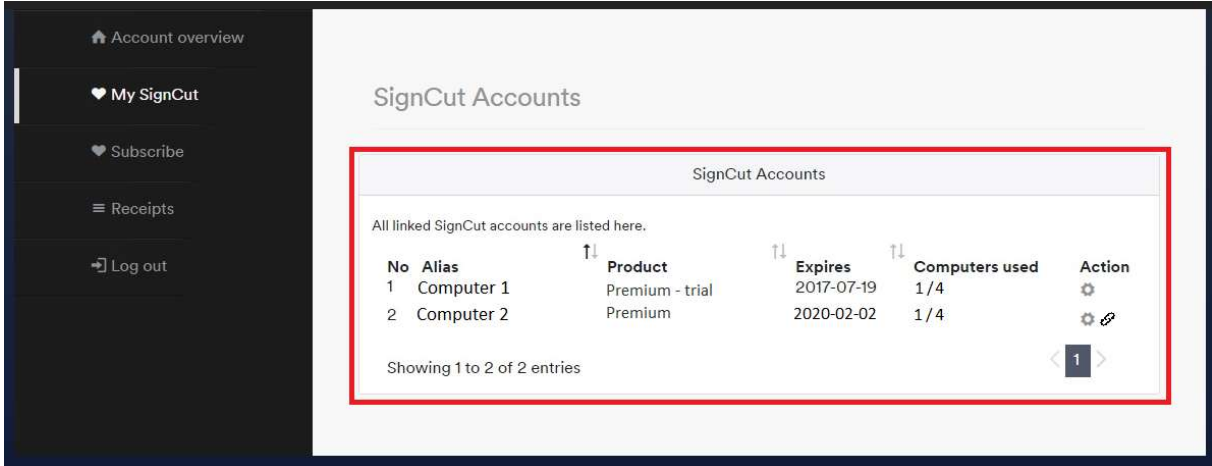 Account overview
My SignCut
Subscribe
Receipts
Log out
SignCut Accounts
SignCut Accounts
All linked SignCut accounts are listed here.
No Alias Product Expires Computers used Action
1 Computer 1 Premium - trial 2017-07-19 1/4
2 Computer 2 Premium 2020-02-02 1/4
Showing 1 to 2 of 2 entries
< 1 >